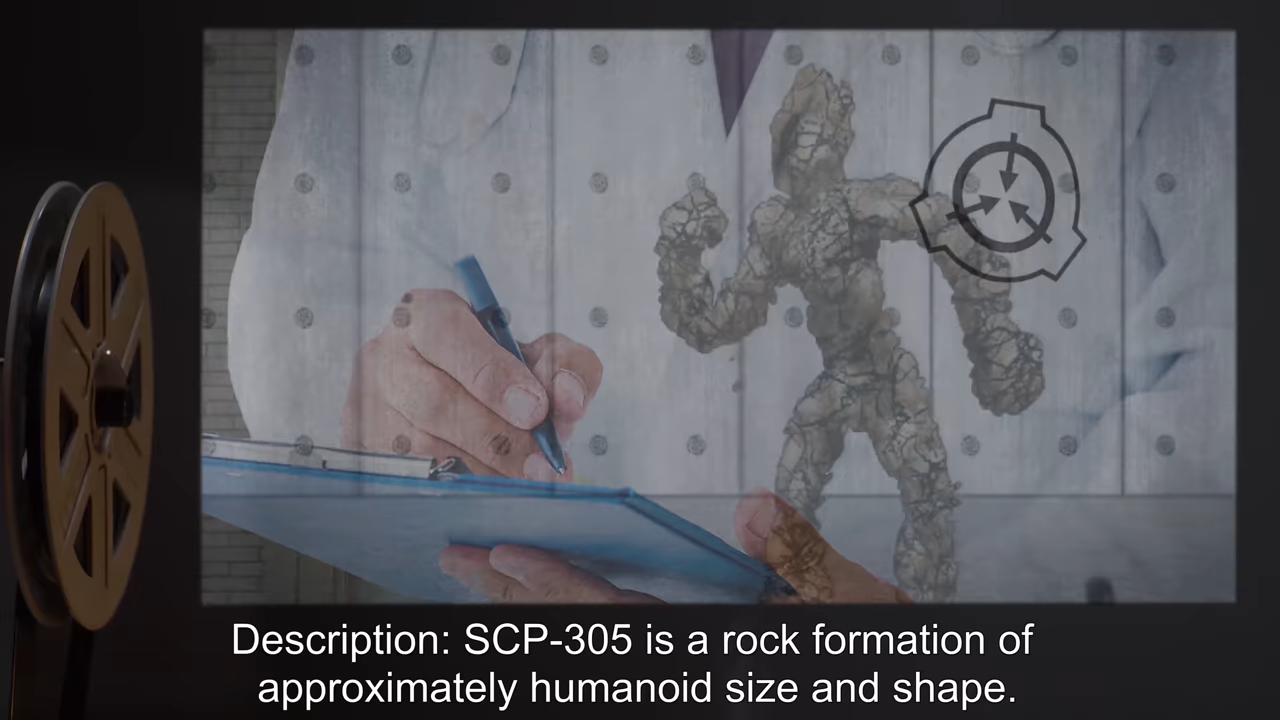 Description: SCP-305 is a rock formation of
approximately humanoid size and shape.